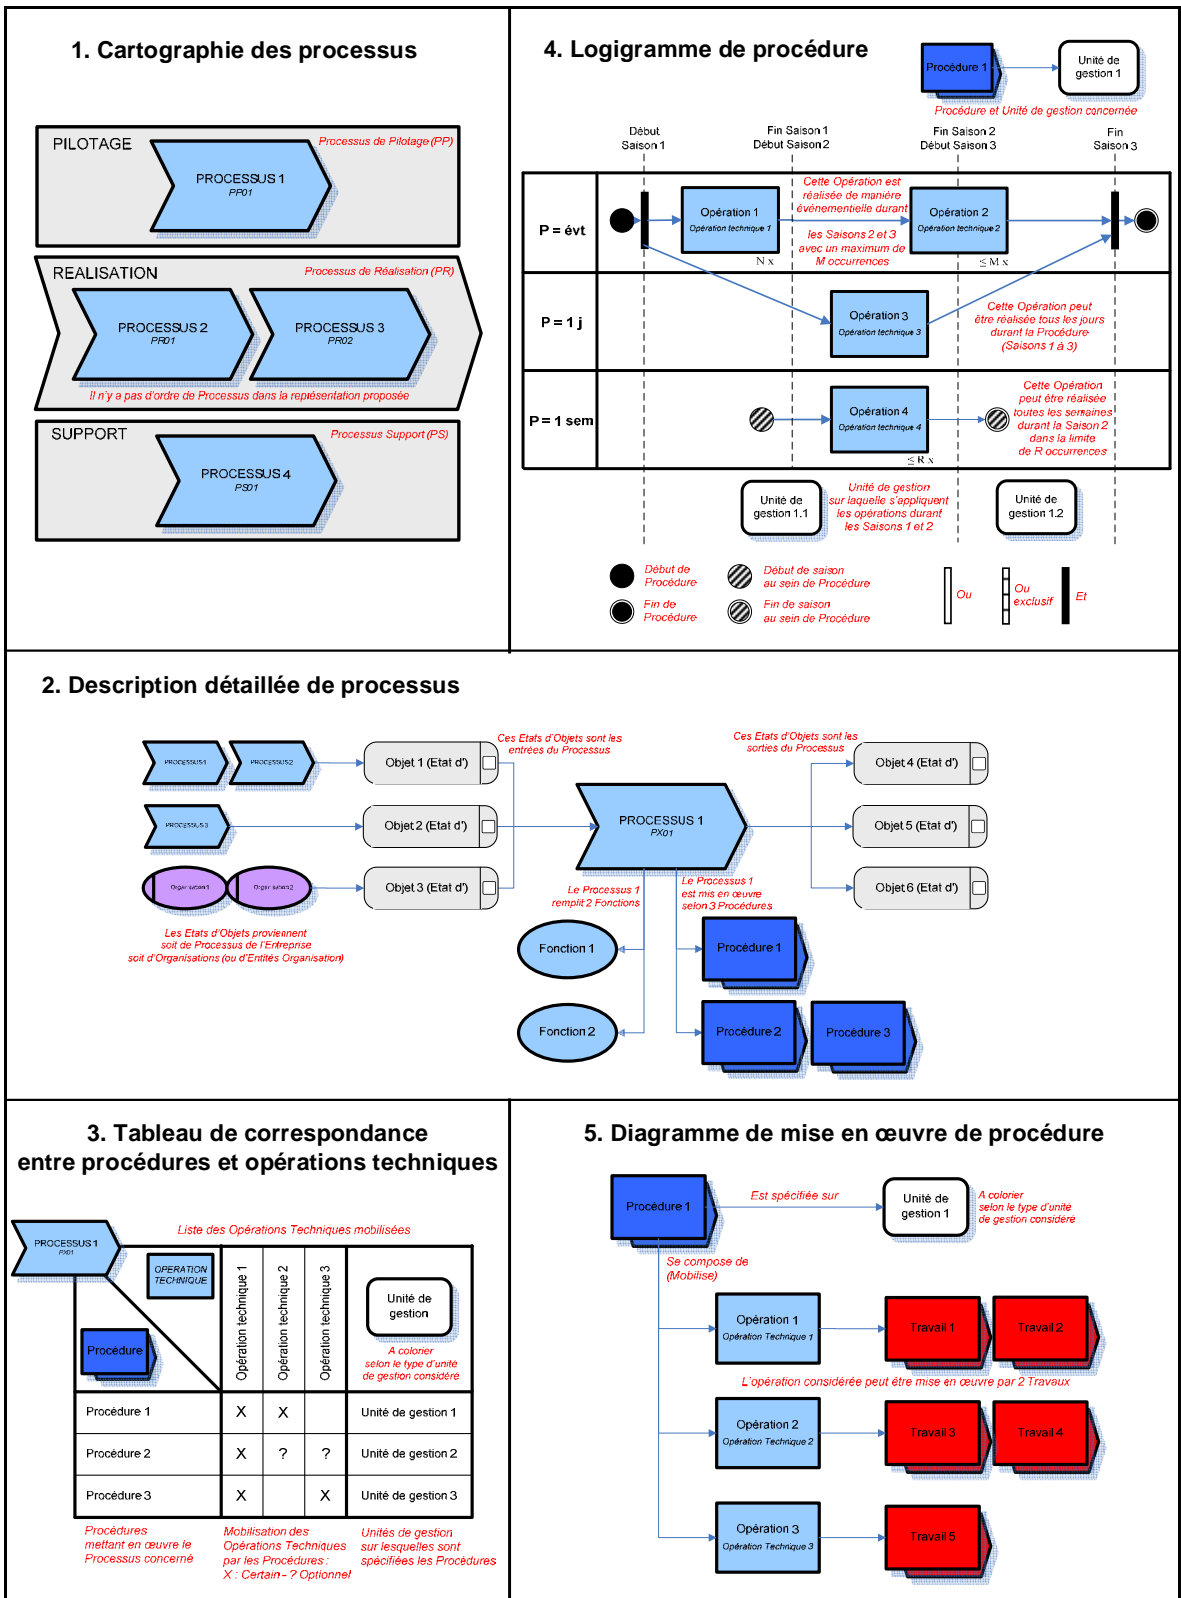 1. Cartographie des processus
PILOTAGE
Processus de Pilotage (PP)
PROCESSUS 1
PP01
REALISATION
Processus de Réalisation (PR)
PROCESSUS 2
PR01
PROCESSUS 3
PR02
Il n'y a pas d'ordre de Processus dans la représentation proposée
SUPPORT
Processus Support (PS)
PROCESSUS 4
PS01
4. Logigramme de procédure
Procédure 1
Unité de
gestion 1
Procédure et Unité de gestion concernée
Début
Saison 1
Fin Saison 1
Début Saison 2
Fin Saison 2
Début Saison 3
Fin
Saison 3
P = évt
Opération 1
Opération technique 1
N x
Cette Opération est
réalisée de manière
événementielle durant
les Saisons 2 et 3
avec un maximum de
M occurrences
Opération 2
Opération technique 2
≤ M x
P = 1 j
Opération 3
Opération technique 3
Cette Opération peut
être réalisée tous les jours
durant la Procédure
(Saisons 1 à 3)
P = 1 sem
Opération 4
Opération technique 4
≤ R x
Cette Opération
peut être réalisée
toutes les semaines
durant la Saison 2
dans la limite
de R occurrences
Unité de
gestion 1.1
Unité de gestion
sur laquelle s'appliquent
les opérations durant
les Saisons 1 et 2
Unité de
gestion 1.2
Début de
Procédure
Début de saison
au sein de Procédure
Fin de
Procédure
Fin de saison
au sein de Procédure
Ou
Ou
exclusif
Et
2. Description détaillée de processus
PROCESSUS 1
PROCESSUS 2
Objet 1 (Etat d')
Ces Etats d'Objets sont les
entrées du Processus
Ces Etats d'Objets sont les
sorties du Processus
Objet 4 (Etat d')
PROCESSUS 3
Objet 2 (Etat d')
PROCESSUS 1
PX01
Objet 5 (Etat d')
Organisation 1
Organisation 2
Objet 3 (Etat d')
Objet 6 (Etat d')
Les Etats d'Objets proviennent
soit de Processus de l'Entreprise
soit d'Organisations (ou d'Entités Organisation)
Le Processus 1
remplit 2 Fonctions
Le Processus 1
est mis en œuvre
selon 3 Procédures
Fonction 1
Procédure 1
Fonction 2
Procédure 2
Procédure 3
3. Tableau de correspondance
entre procédures et opérations techniques
PROCESSUS 1
PX01
Liste des Opérations Techniques mobilisées
OPERATION
TECHNIQUE
Procédure
Opération technique 1
Opération technique 2
Opération technique 3
Unité de
gestion
A colorier
selon le type d'unité
de gestion considéré
Procédure 1 X X Unité de gestion 1
Procédure 2 X ? ? Unité de gestion 2
Procédure 3 X X Unité de gestion 3
Procédures
mettant en œuvre le
Processus concerné
Mobilisation des
Opérations Techniques
par les Procédures :
X : Certain - ? Optionnel
Unités de gestion
sur lesquelles sont
spécifiées les Procédures
5. Diagramme de mise en œuvre de procédure
Procédure 1
Est spécifiée sur
Unité de
gestion 1
A colorier
selon le type d'unité
de gestion considéré
Se compose de
(Mobilise)
Opération 1
Opération Technique 1
Travail 1
Travail 2
L'opération considérée peut être mise en œuvre par 2 Travaux
Opération 2
Opération Technique 2
Travail 3
Travail 4
Opération 3
Opération Technique 3
Travail 5